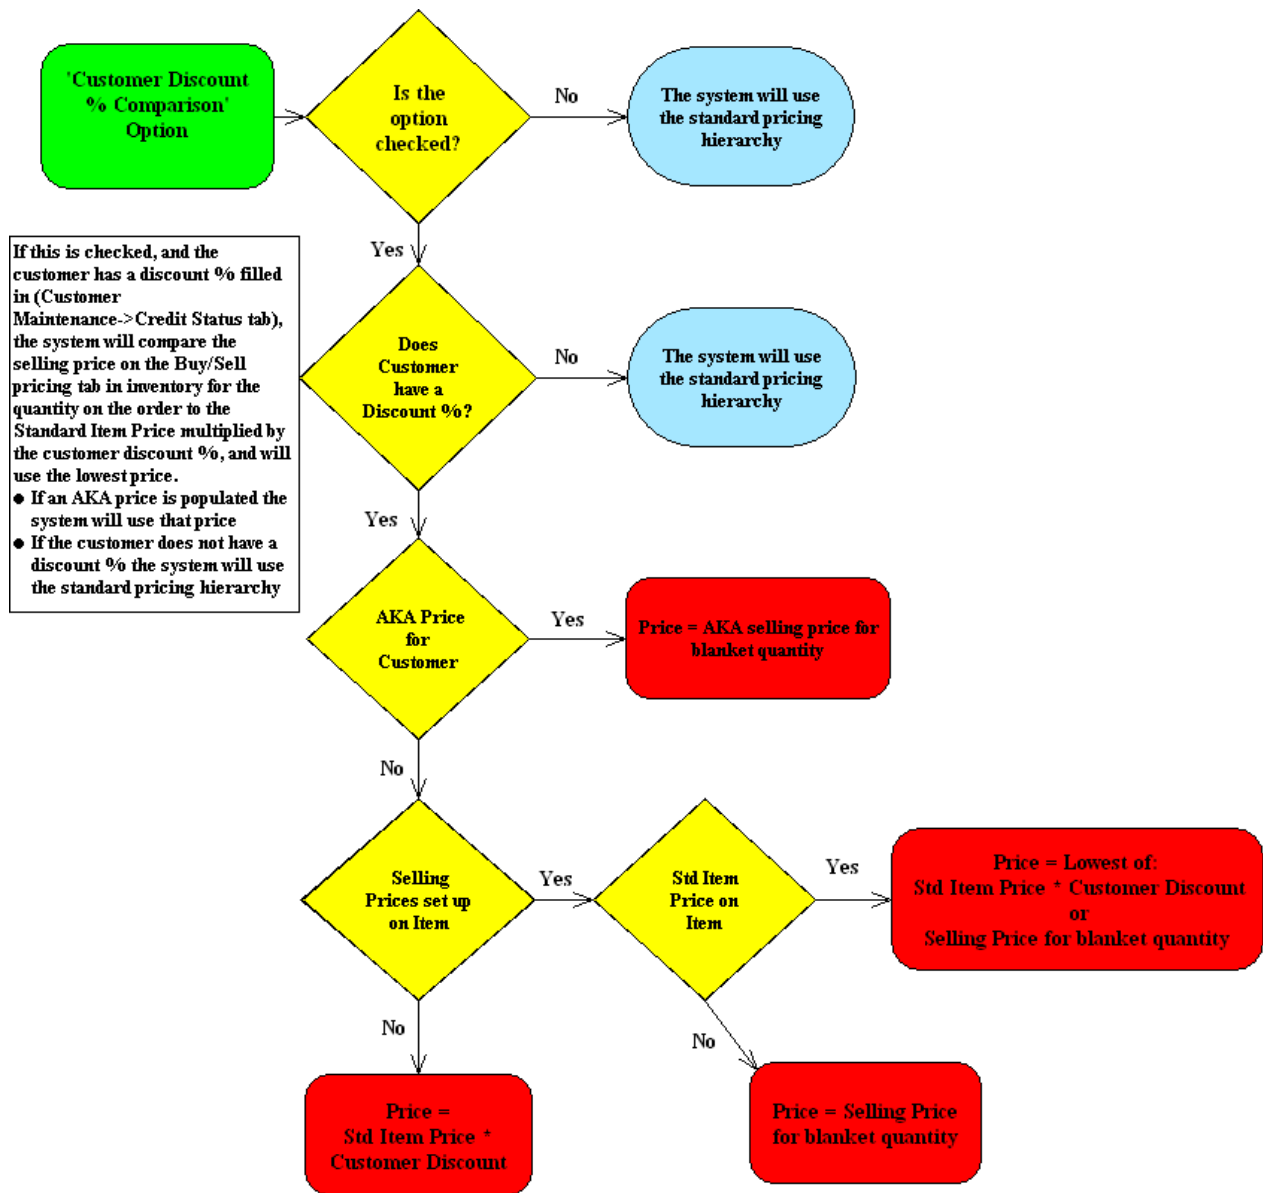 'Customer Discount
% Comparison'
Option
Is the
option
checked?
No
The system will use
the standard pricing
hierarchy
Yes
If this is checked, and the
customer has a discount % filled
in (Customer
Maintenance->Credit Status tab),
the system will compare the
selling price on the Buy/Sell
pricing tab in inventory for the
quantity on the order to the
Standard Item Price multiplied by
the customer discount %, and will
use the lowest price.
● If an AKA price is populated the
system will use that price
● If the customer does not have a
discount % the system will use
the standard pricing hierarchy
Does
Customer
have a
Discount %?
No
The system will use
the standard pricing
hierarchy
Yes
AKA Price
for
Customer
Yes
Price = AKA selling price for
blanket quantity
No
Selling
Prices set up
on Item
Yes
Std Item
Price on
Item
Yes
Price = Lowest of:
Std Item Price * Customer Discount
or
Selling Price for blanket quantity
No
No
Price =
Std Item Price *
Customer Discount
Price = Selling Price
for blanket quantity